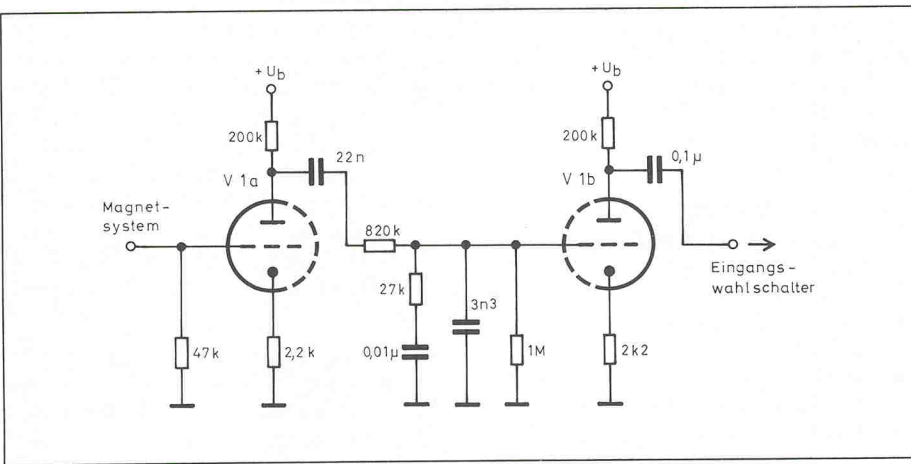 + Ub
+ Ub
200k
22n
200k
0,1µ
V 1a
V 1b
Magnet-
system
820k
Eingangs-
wahlschalter
27k
3n3
47k
2,2k
0,01µ
1M
2k2